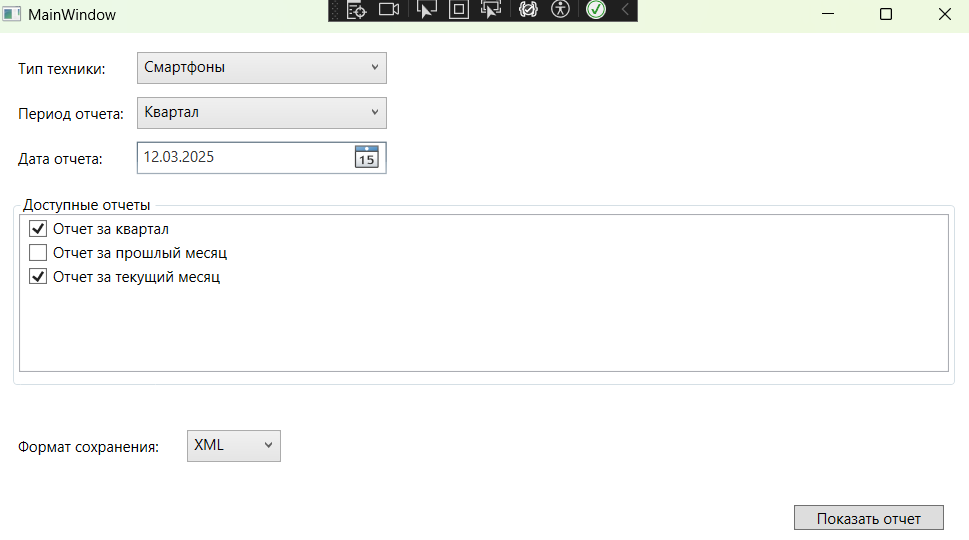 MainWindow
Тип техники: Смартфоны
Период отчета: Квартал
Дата отчета: 12.03.2025 15
Доступные отчеты
Отчет за квартал
Отчет за прошлый месяц
Отчет за текущий месяц
Формат сохранения: XML
Показать отчет